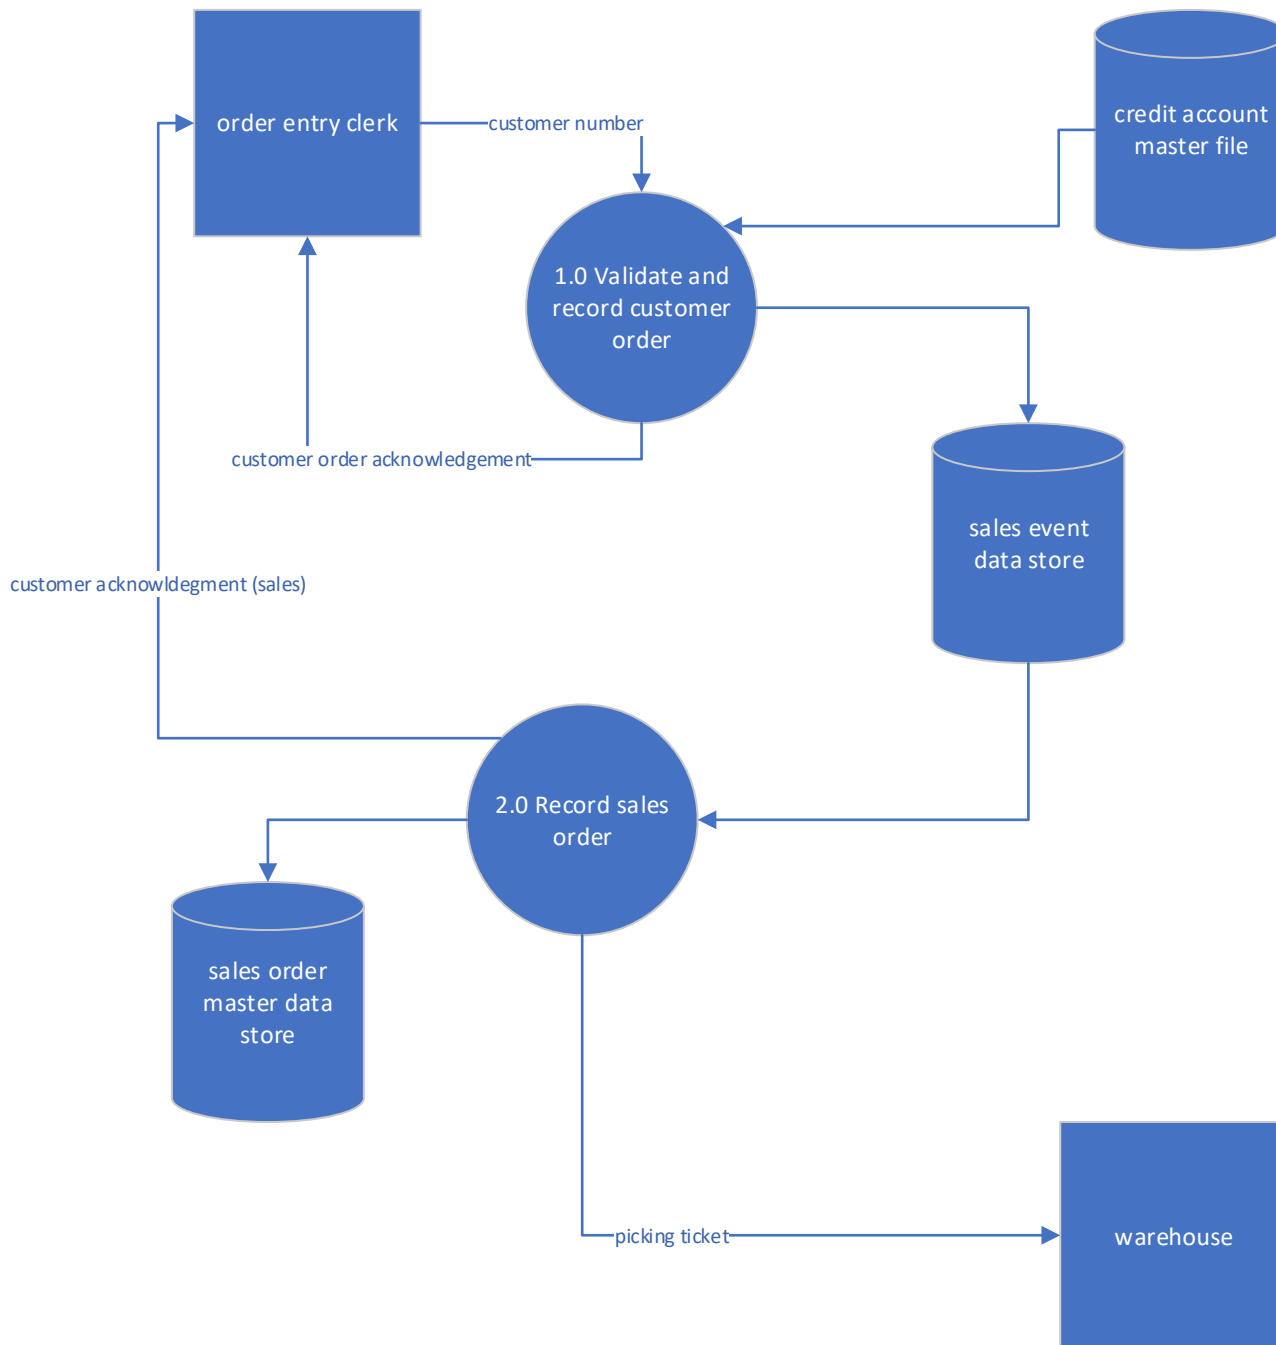 order entry clerk
customer number
credit account
master file
1.0 Validate and
record customer
order
customer order acknowledgement
sales event
data store
customer acknowldegment (sales)
2.0 Record sales
order
sales order
master data
store
picking ticket
warehouse